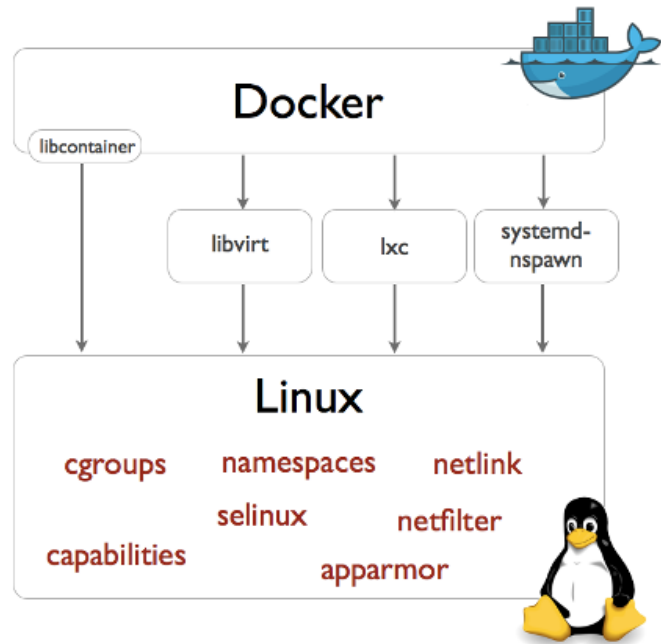 Docker
libcontainer
libvirt
lxc
systemd-
nspawn
Linux
cgroups
namespaces
netlink
selinux
netfilter
capabilities
apparmor